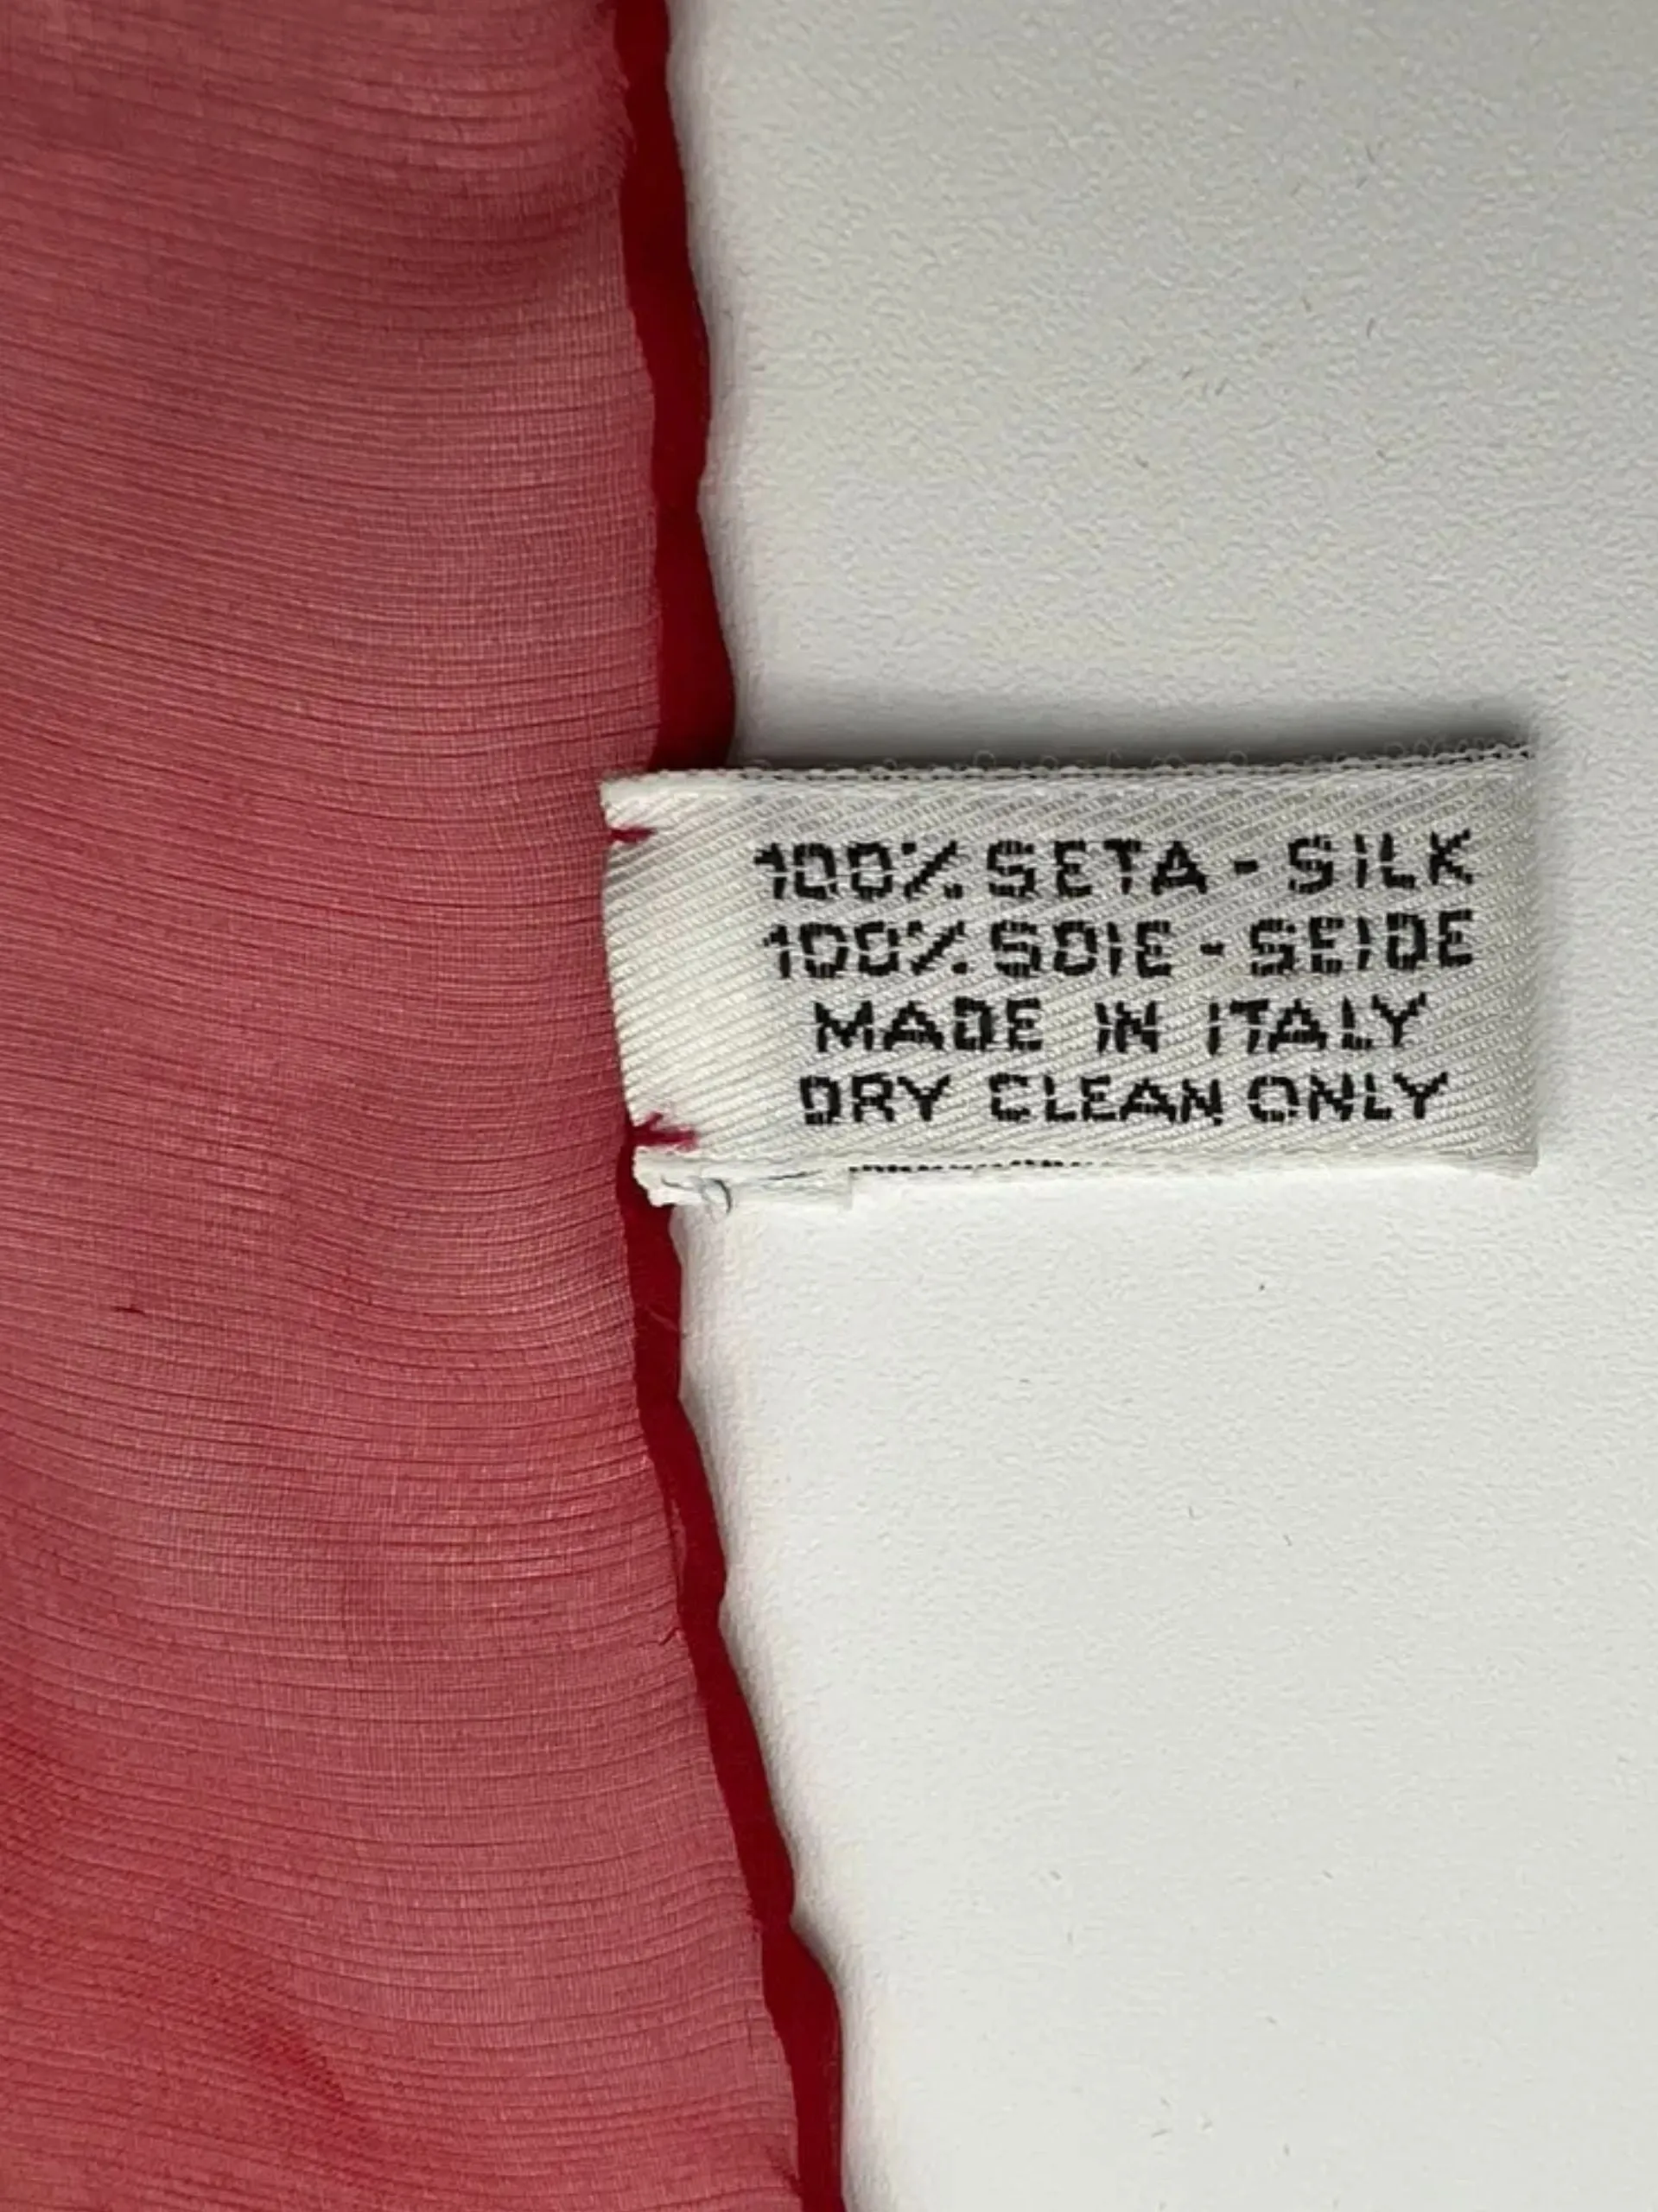 100% SETA - SILK
100% SOIE - SEIDE
MADE IN ITALY
DRY CLEAN ONLY